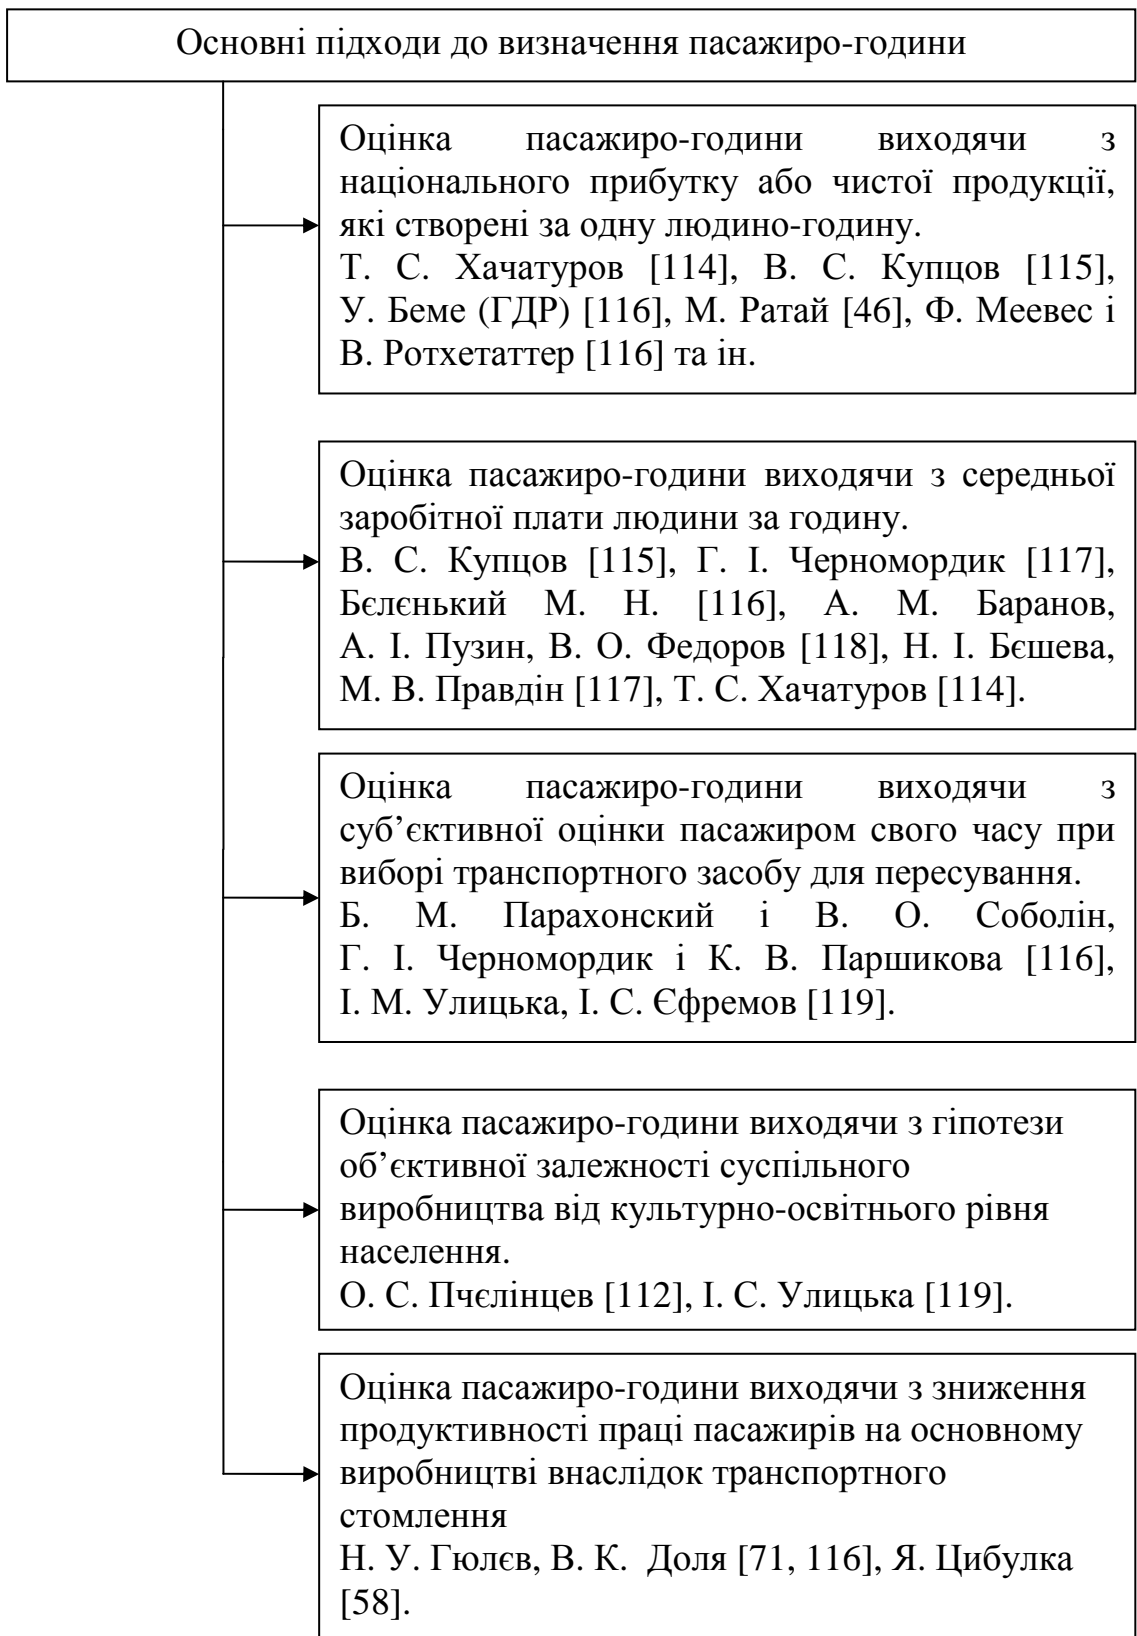 Основні підходи до визначення пасажиро-години
Оцінка пасажиро-години виходячи з
національного прибутку або чистої продукції,
які створені за одну людино-годину.
Т. С. Хачатуров [114], В. С. Купцов [115],
У. Беме (ГДР) [116], М. Ратай [46], Ф. Меевес і
В. Ротхетаттер [116] та ін.
Оцінка пасажиро-години виходячи з середньої
заробітної плати людини за годину.
В. С. Купцов [115], Г. І. Черномордик [117],
Бєлєнький М. Н. [116], А. М. Баранов,
А. І. Пузин, В. О. Федоров [118], Н. І. Бєшева,
М. В. Правдін [117], Т. С. Хачатуров [114].
Оцінка пасажиро-години виходячи з
суб’єктивної оцінки пасажиром свого часу при
виборі транспортного засобу для пересування.
Б. М. Парахонский і В. О. Соболін,
Г. І. Черномордик і К. В. Паршикова [116],
І. М. Улицька, І. С. Єфремов [119].
Оцінка пасажиро-години виходячи з гіпотези
об’єктивної залежності суспільного
виробництва від культурно-освітнього рівня
населення.
О. С. Пчєлінцев [112], І. С. Улицька [119].
Оцінка пасажиро-години виходячи з зниження
продуктивності праці пасажирів на основному
виробництві внаслідок транспортного
стомлення
Н. У. Гюлєв, В. К. Доля [71, 116], Я. Цибулка
[58].